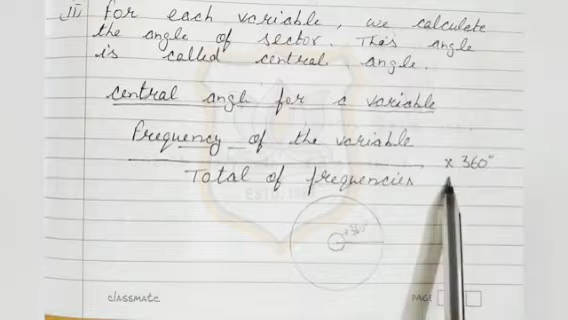 iii) For each variable, we calculate
the angle of sector. This angle
is called central angle.
central angle for a variable
Frequency of the variable
x 360°
Total of frequencies
360°
classmate
PAGE